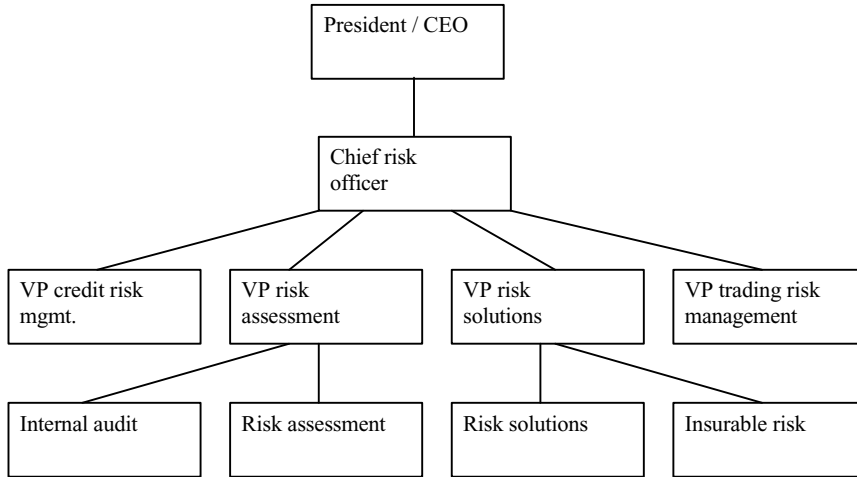 President / CEO
Chief risk
officer
VP credit risk
mgmt.
VP risk
assessment
VP risk
solutions
VP trading risk
management
Internal audit
Risk assessment
Risk solutions
Insurable risk